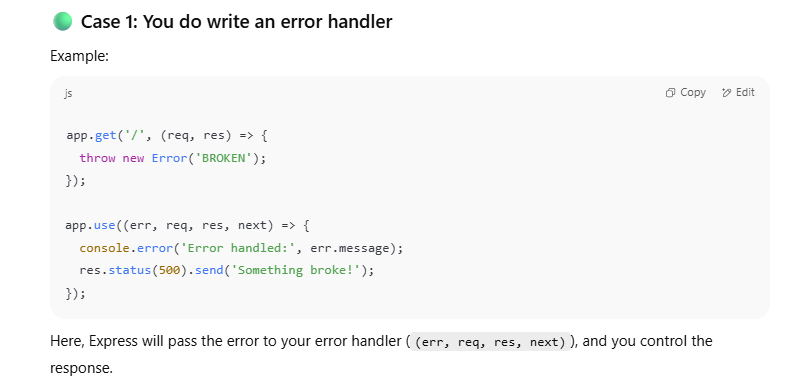 Case 1: You do write an error handler
Example:
js
Copy
Edit
app.get('/', (req, res) => {
  throw new Error('BROKEN');
});
app.use((err, req, res, next) => {
  console.error('Error handled:', err.message);
  res.status(500).send('Something broke!');
});
Here, Express will pass the error to your error handler ( (err, req, res, next) ), and you control the
response.